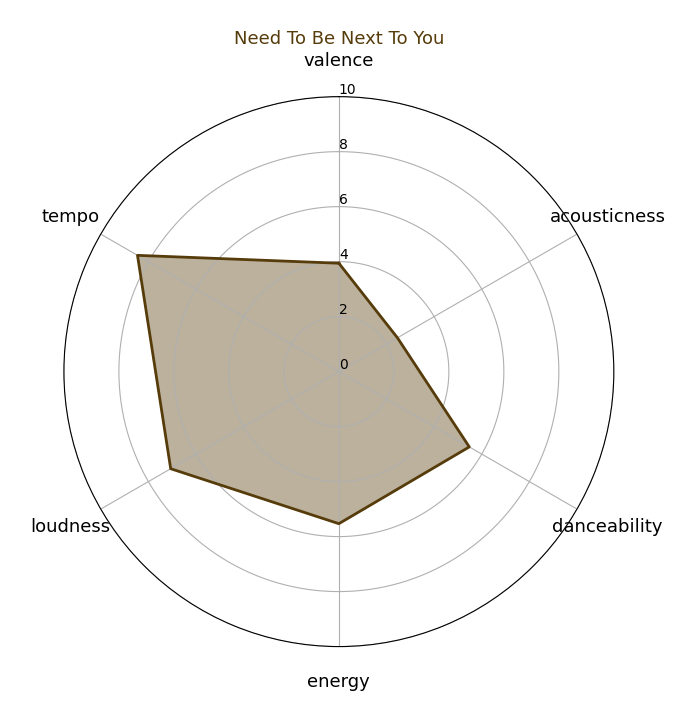 Need To Be Next To You
valence
10
8
tempo
acousticness
6
4
2
0
loudness
danceability
energy